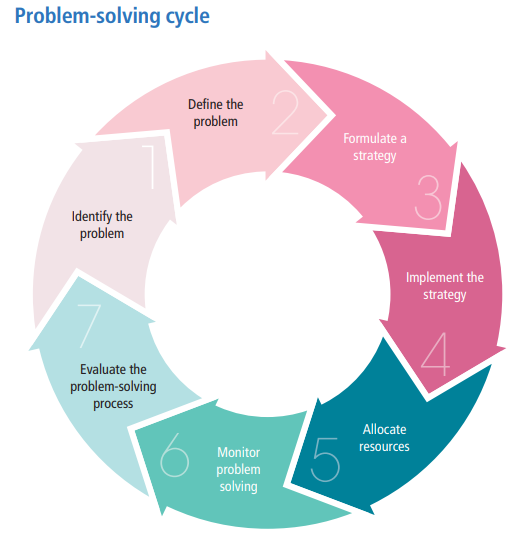 Problem-solving cycle
1
Identify the
problem
2
Define the
problem
3
Formulate a
strategy
4
Implement the
strategy
5
Allocate
resources
6
Monitor
problem
solving
7
Evaluate the
problem-solving
process